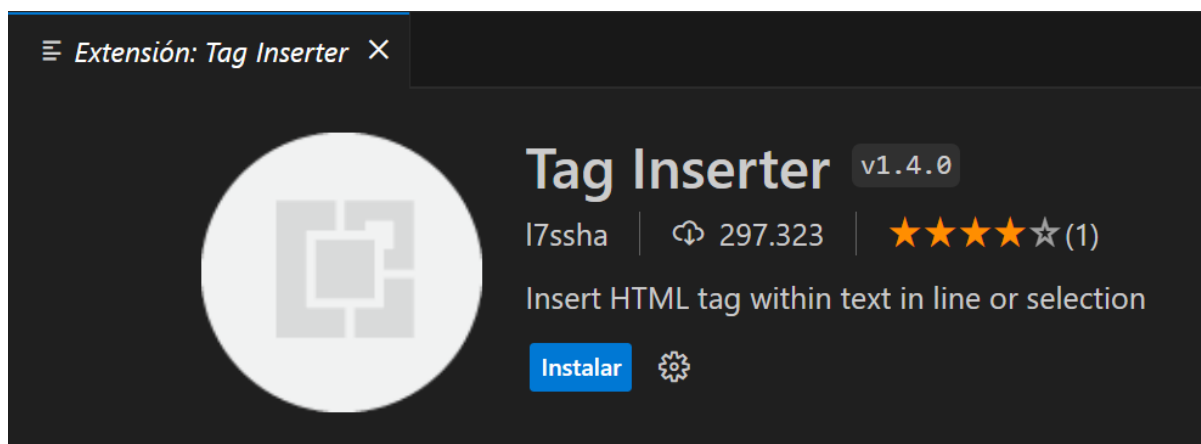 Extensión: Tag Inserter
Tag Inserter v1.4.0
l7ssha 297.323 (1)
Insert HTML tag within text in line or selection
Instalar